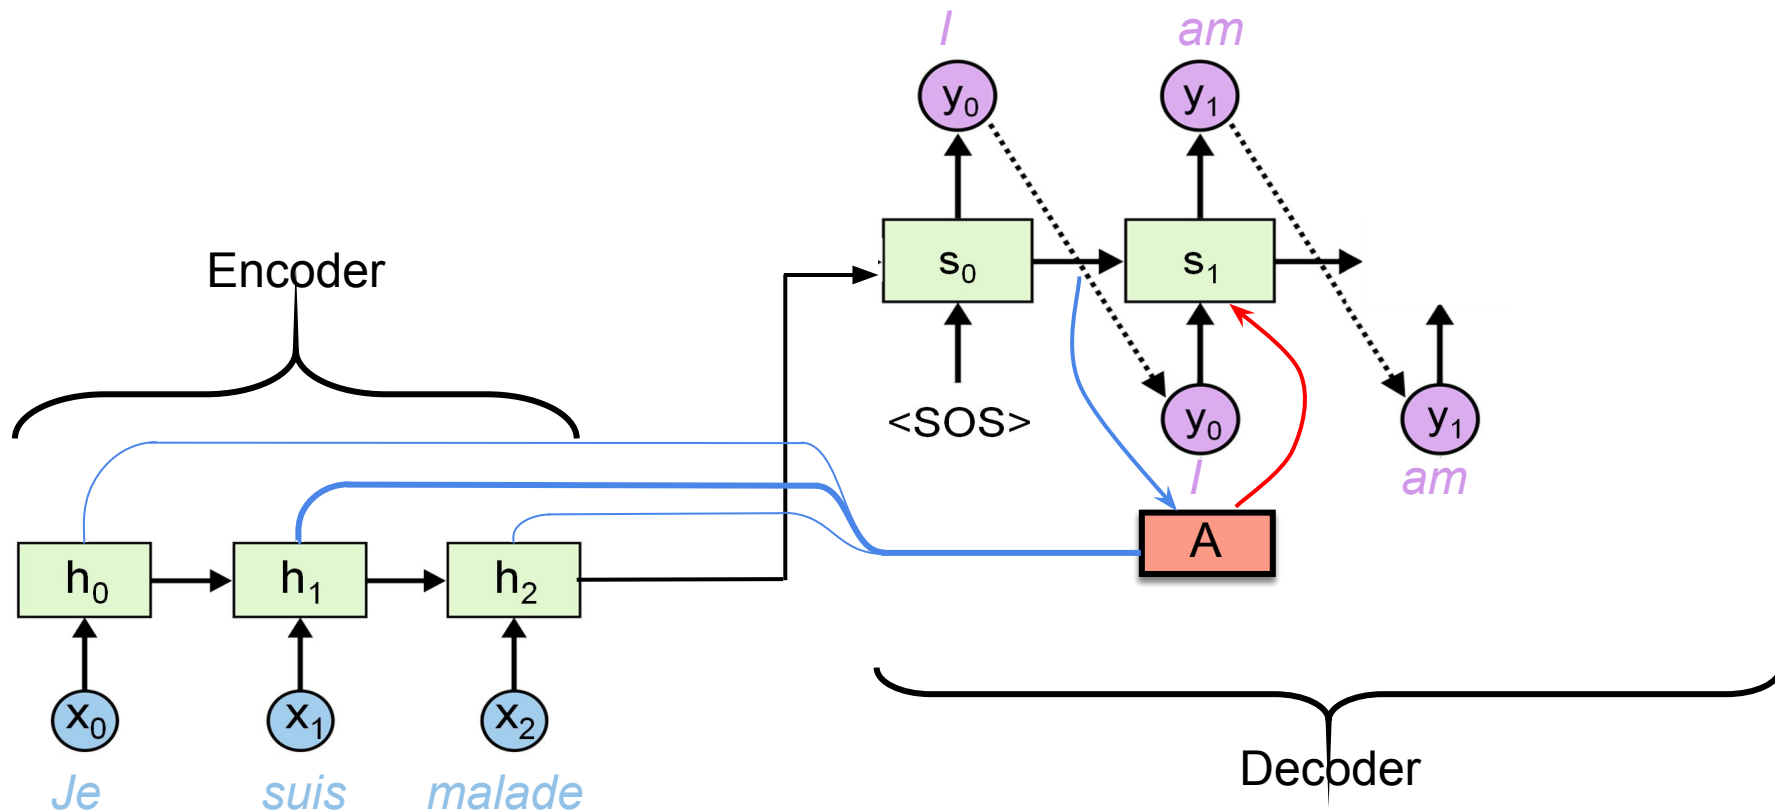 I am
y0 y1
s0 s1
Encoder
<SOS> y0 y1
I am
A
h0 h1 h2
x0 x1 x2
Je suis malade
Decoder